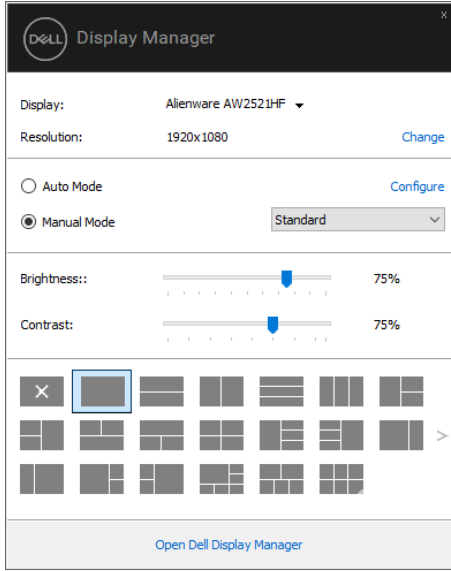 x
DELL Display Manager
Display: Alienware AW2521HF
Resolution: 1920x1080 Change
Auto Mode Configure
Manual Mode Standard
Brightness:: 75%
Contrast: 75%
Open Dell Display Manager